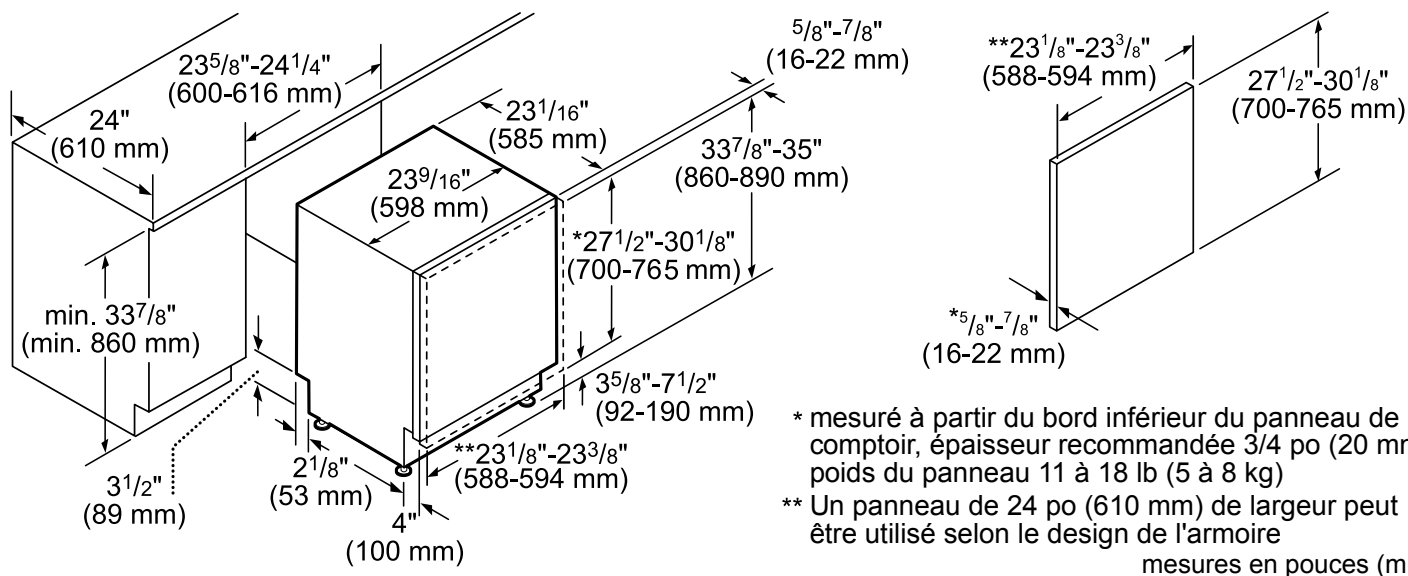 23 5/8"-24 1/4"
(600-616 mm)
24"
(610 mm)
5/8"-7/8"
(16-22 mm)
23 1/16"
(585 mm)
33 7/8"-35"
(860-890 mm)
23 9/16"
(598 mm)
*27 1/2"-30 1/8"
(700-765 mm)
min. 33 7/8"
(min. 860 mm)
3 5/8"-7 1/2"
(92-190 mm)
**23 1/8"-23 3/8"
(588-594 mm)
2 1/8"
(53 mm)
3 1/2"
(89 mm)
4"
(100 mm)
**23 1/8"-23 3/8"
(588-594 mm)
27 1/2"-30 1/8"
(700-765 mm)
*5/8"-7/8"
(16-22 mm)
* mesuré à partir du bord inférieur du panneau de
comptoir, épaisseur recommandée 3/4 po (20 mm
poids du panneau 11 à 18 lb (5 à 8 kg)
** Un panneau de 24 po (610 mm) de largeur peut
être utilisé selon le design de l'armoire
mesures en pouces (m